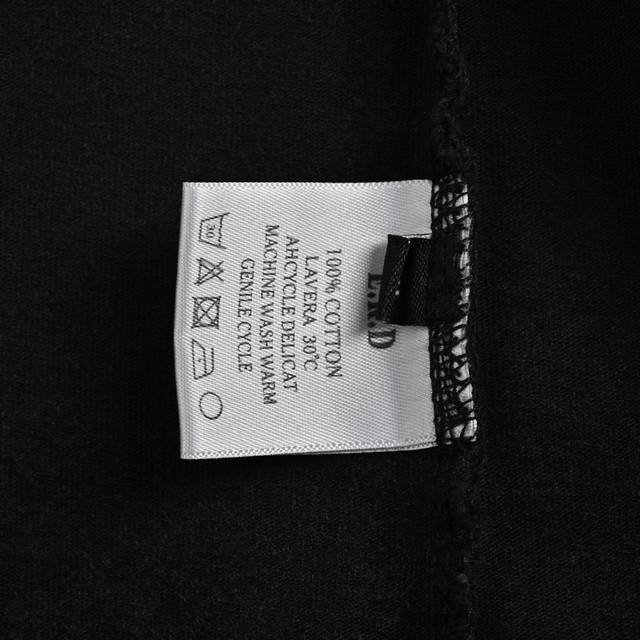 100% COTTON
LAVERA 30°C
AHCYCLE DELICAT
MACHINE WASH WARM
GENILE CYCLE